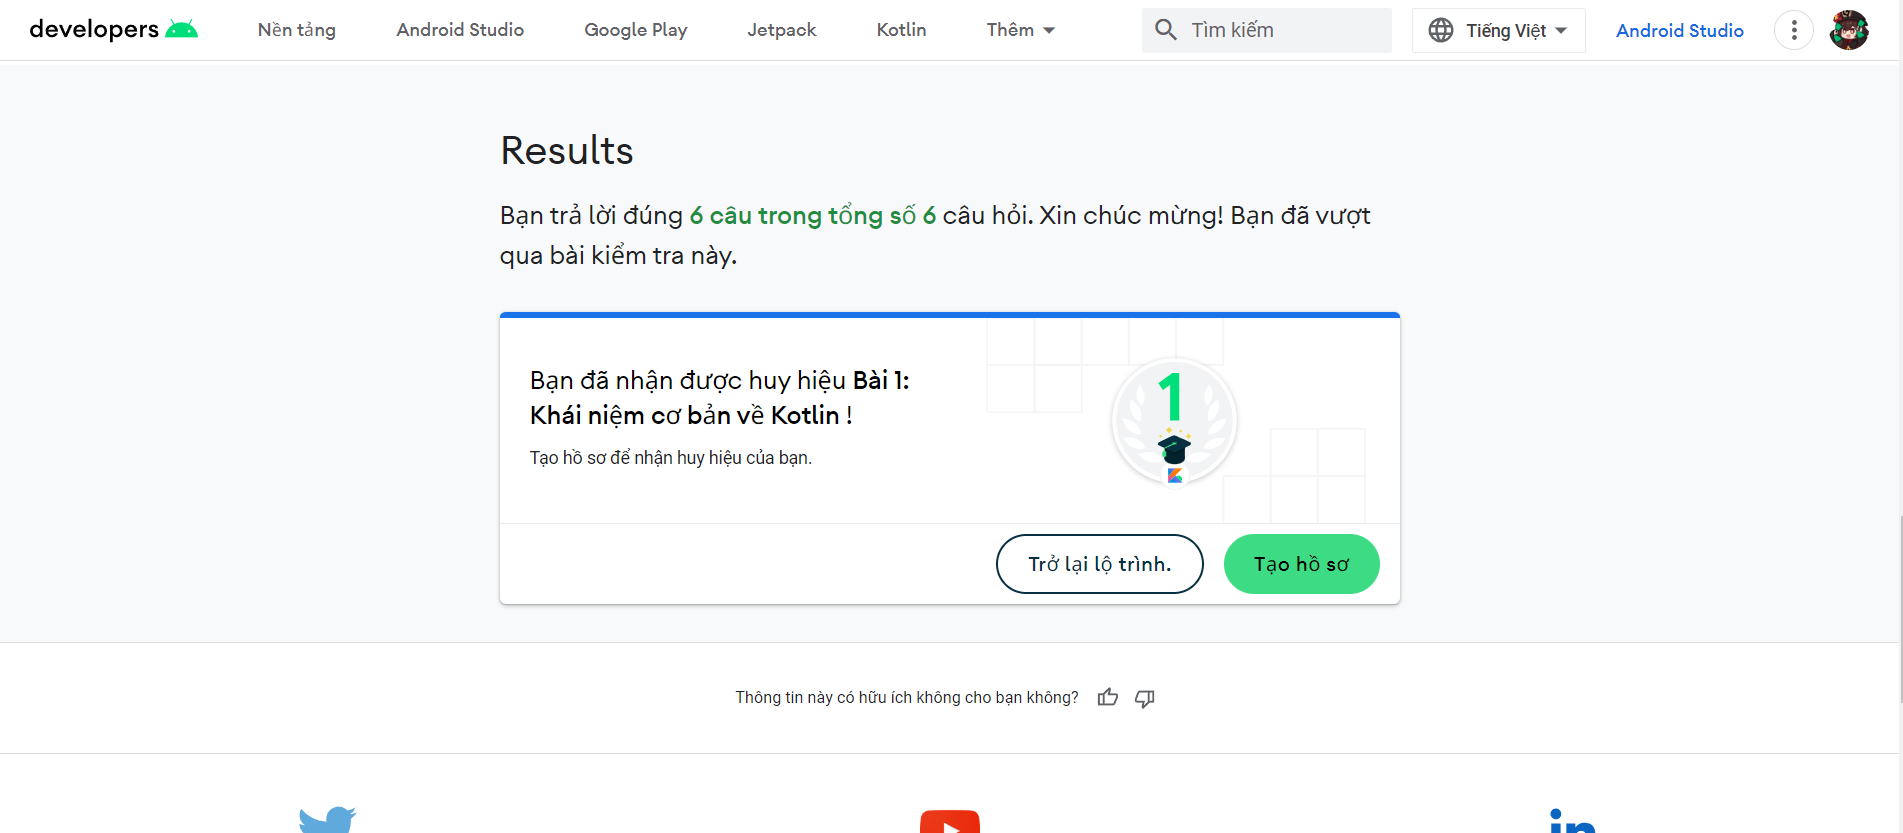 developers
Nền tảng
Android Studio
Google Play
Jetpack
Kotlin
Thêm
Tìm kiếm
Tiếng Việt
Android Studio
Results
Bạn trả lời đúng 6 câu trong tổng số 6 câu hỏi. Xin chúc mừng! Bạn đã vượt
qua bài kiểm tra này.
Bạn đã nhận được huy hiệu Bài 1:
Khái niệm cơ bản về Kotlin !
Tạo hồ sơ để nhận huy hiệu của bạn.
1
Trở lại lộ trình.
Tạo hồ sơ
Thông tin này có hữu ích không cho bạn không?
in